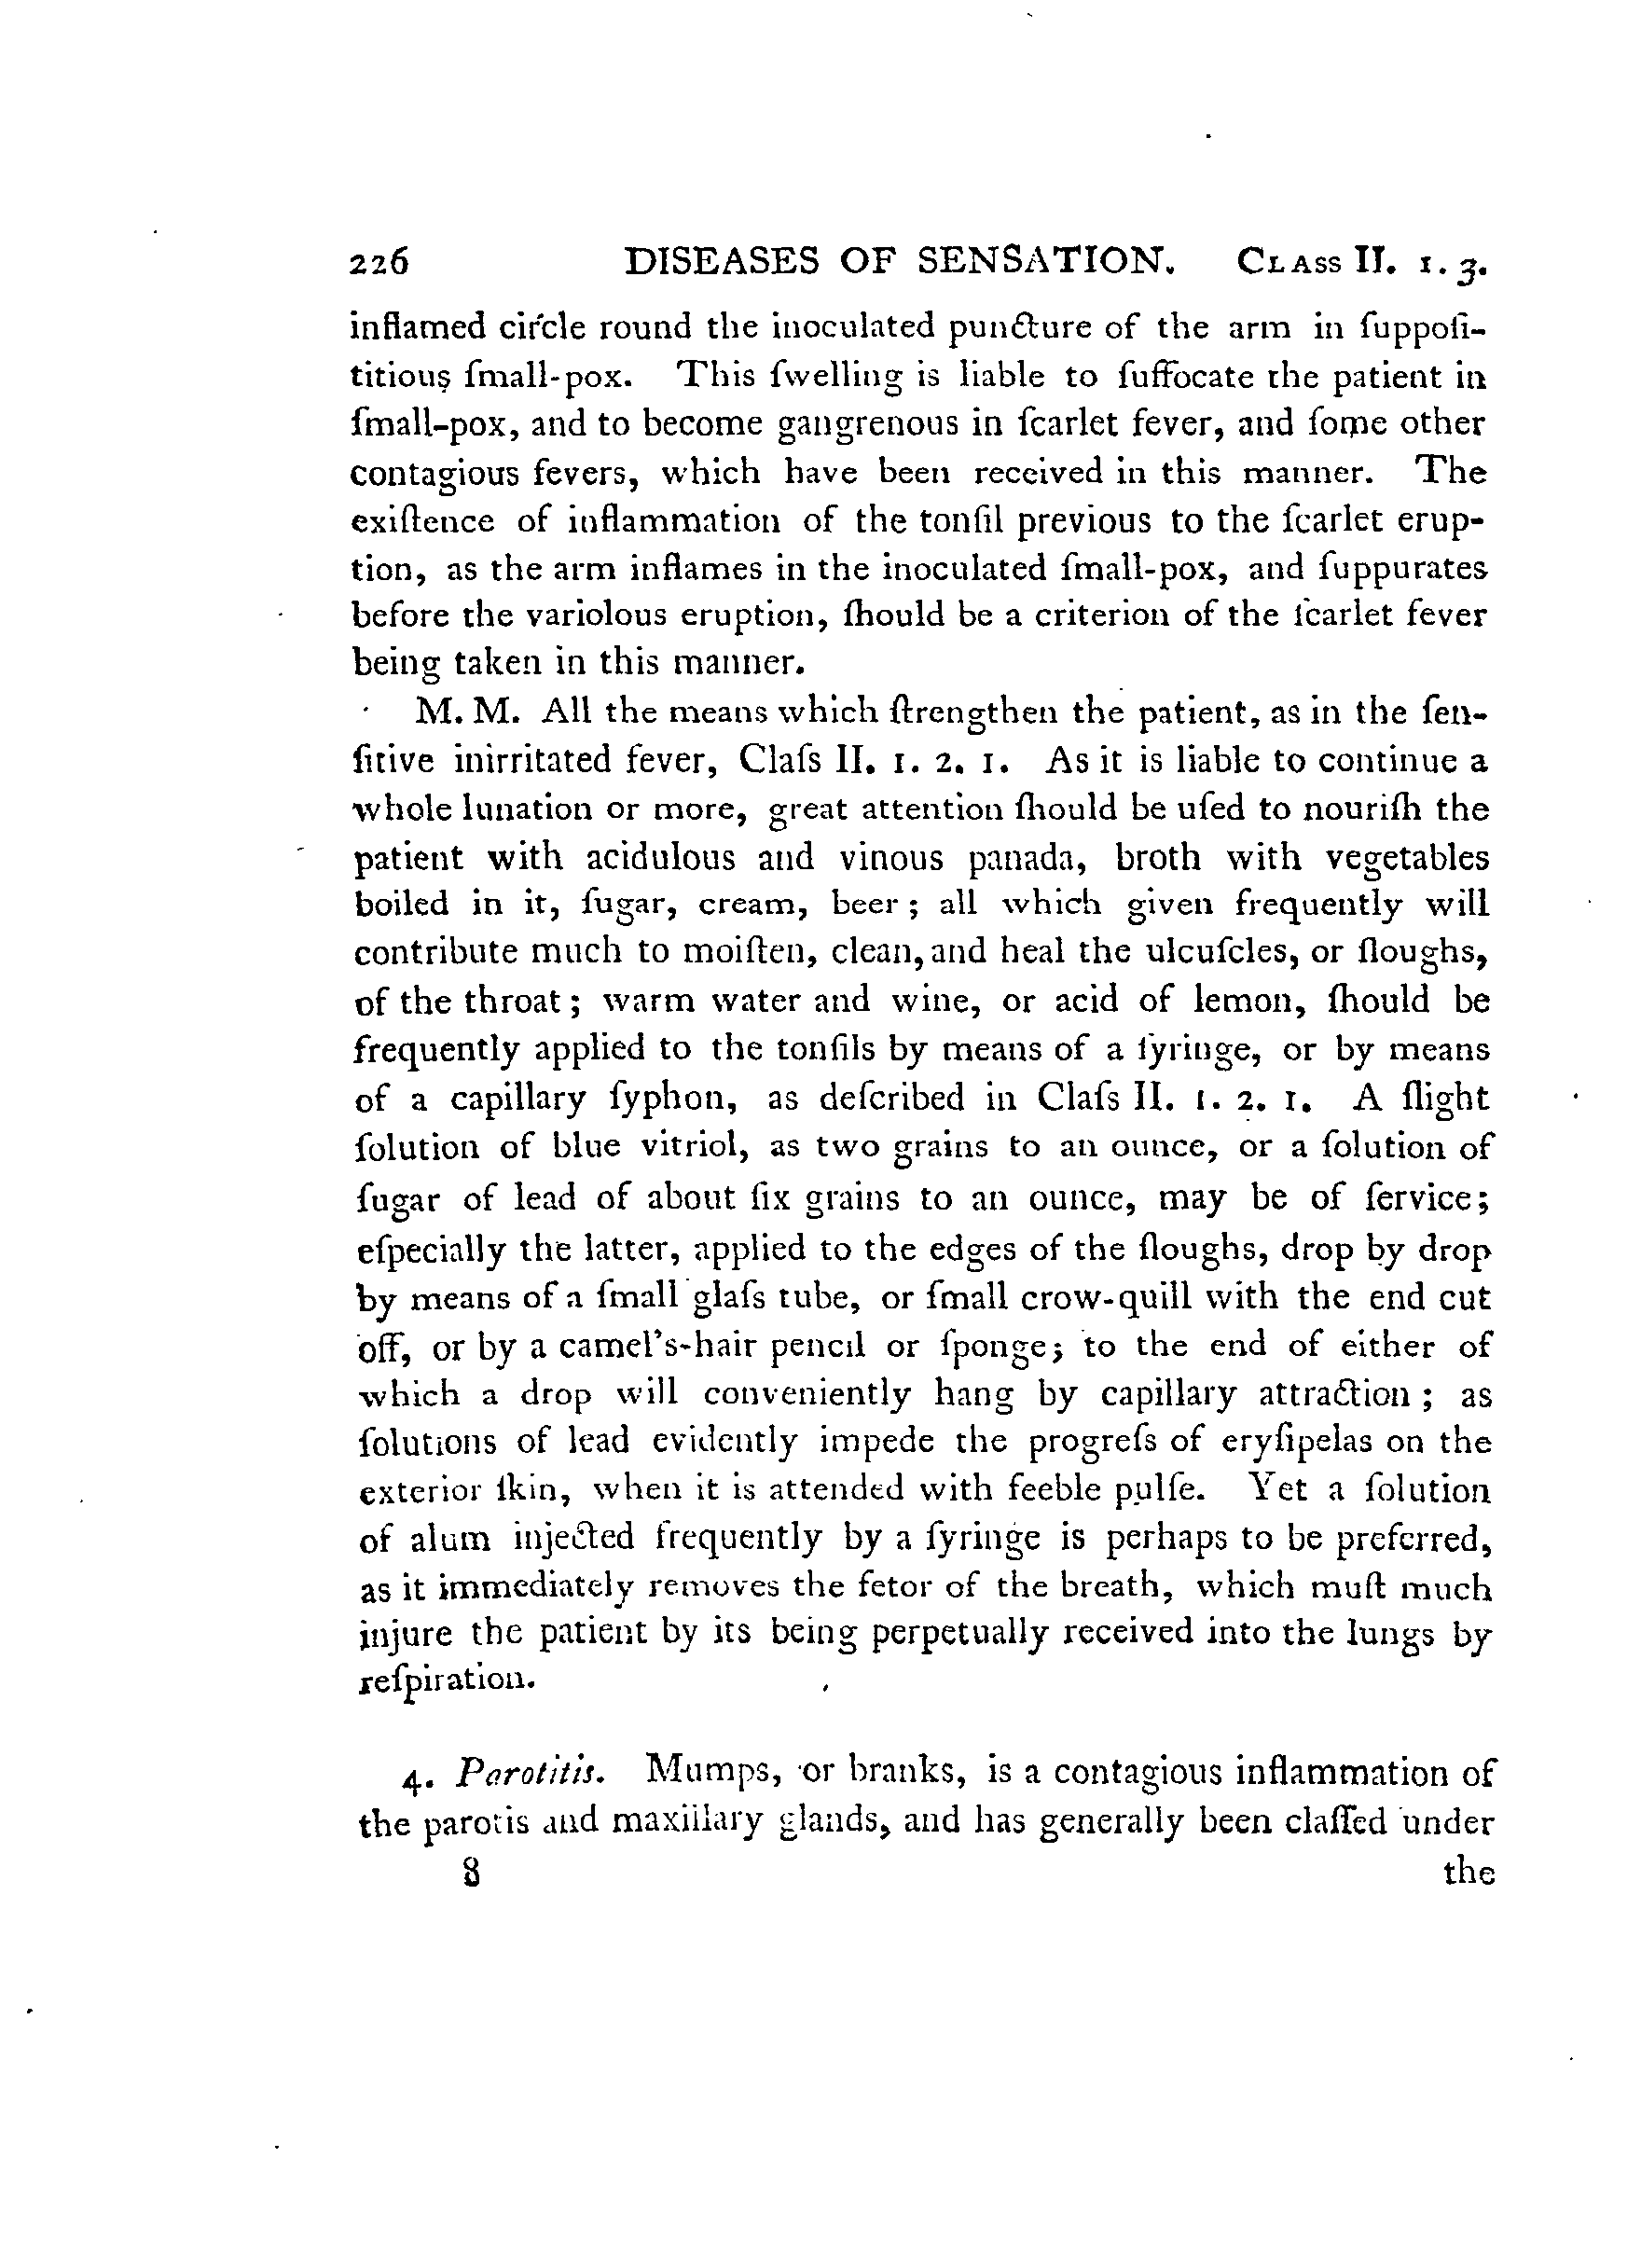 226 DISEASES OF SENSATION. CLASS II. 1. 3.
inflamed circle round the inoculated puncture of the arm in ſuppoſi-
titious ſmall-pox. This ſwelling is liable to ſuffocate the patient in
ſmall-pox, and to become gangrenous in ſcarlet fever, and ſome other
contagious fevers, which have been received in this manner. The
exiſtence of inflammation of the tonſil previous to the ſcarlet erup-
tion, as the arm inflames in the inoculated ſmall-pox, and ſuppurates
before the variolous eruption, ſhould be a criterion of the ſcarlet fever
being taken in this manner.
M. M. All the means which ſtrengthen the patient, as in the ſen-
ſitive inirritated fever, Claſs II. 1. 2. 1. As it is liable to continue a
whole lunation or more, great attention ſhould be uſed to nouriſh the
patient with acidulous and vinous panada, broth with vegetables
boiled in it, ſugar, cream, beer; all which given frequently will
contribute much to moiſten, clean, and heal the ulcuſcles, or ſloughs,
of the throat; warm water and wine, or acid of lemon, ſhould be
frequently applied to the tonſils by means of a ſyringe, or by means
of a capillary ſyphon, as deſcribed in Claſs II. 1. 2. 1. A ſlight
ſolution of blue vitriol, as two grains to an ounce, or a ſolution of
ſugar of lead of about ſix grains to an ounce, may be of ſervice;
eſpecially the latter, applied to the edges of the ſloughs, drop by drop
by means of a ſmall glaſs tube, or ſmall crow-quill with the end cut
off, or by a camel's-hair pencil or ſponge; to the end of either of
which a drop will conveniently hang by capillary attraction; as
ſolutions of lead evidently impede the progreſs of eryſipelas on the
exterior ſkin, when it is attended with feeble pulſe. Yet a ſolution
of alum injected frequently by a ſyringe is perhaps to be preferred,
as it immediately removes the fetor of the breath, which muſt much
injure the patient by its being perpetually received into the lungs by
reſpiration.
4. Parotitis. Mumps, or branks, is a contagious inflammation of
the parotis and maxillary glands, and has generally been claſſed under
8 the